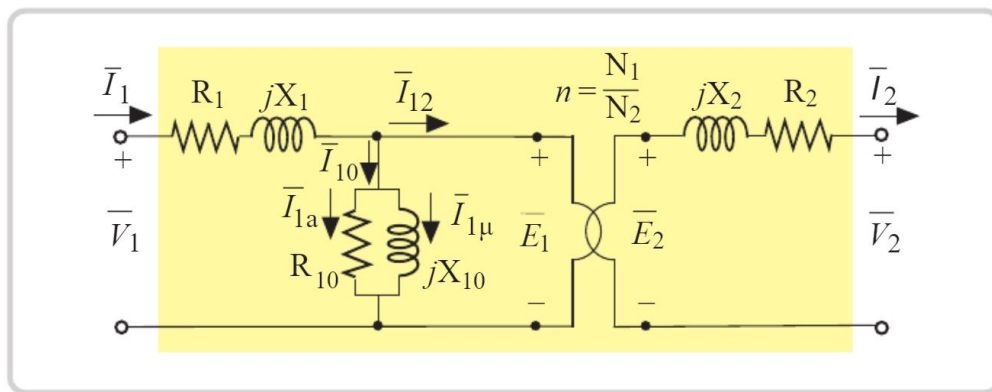 I̅₁
R₁
jX₁
I̅₁₂
n = N₁/N₂
jX₂
R₂
I̅₂
+
+
+
+
I̅₁₀
I̅₁ₐ
I̅₁μ
V̅₁
E̅₁
E̅₂
V̅₂
R₁₀
jX₁₀
−
−